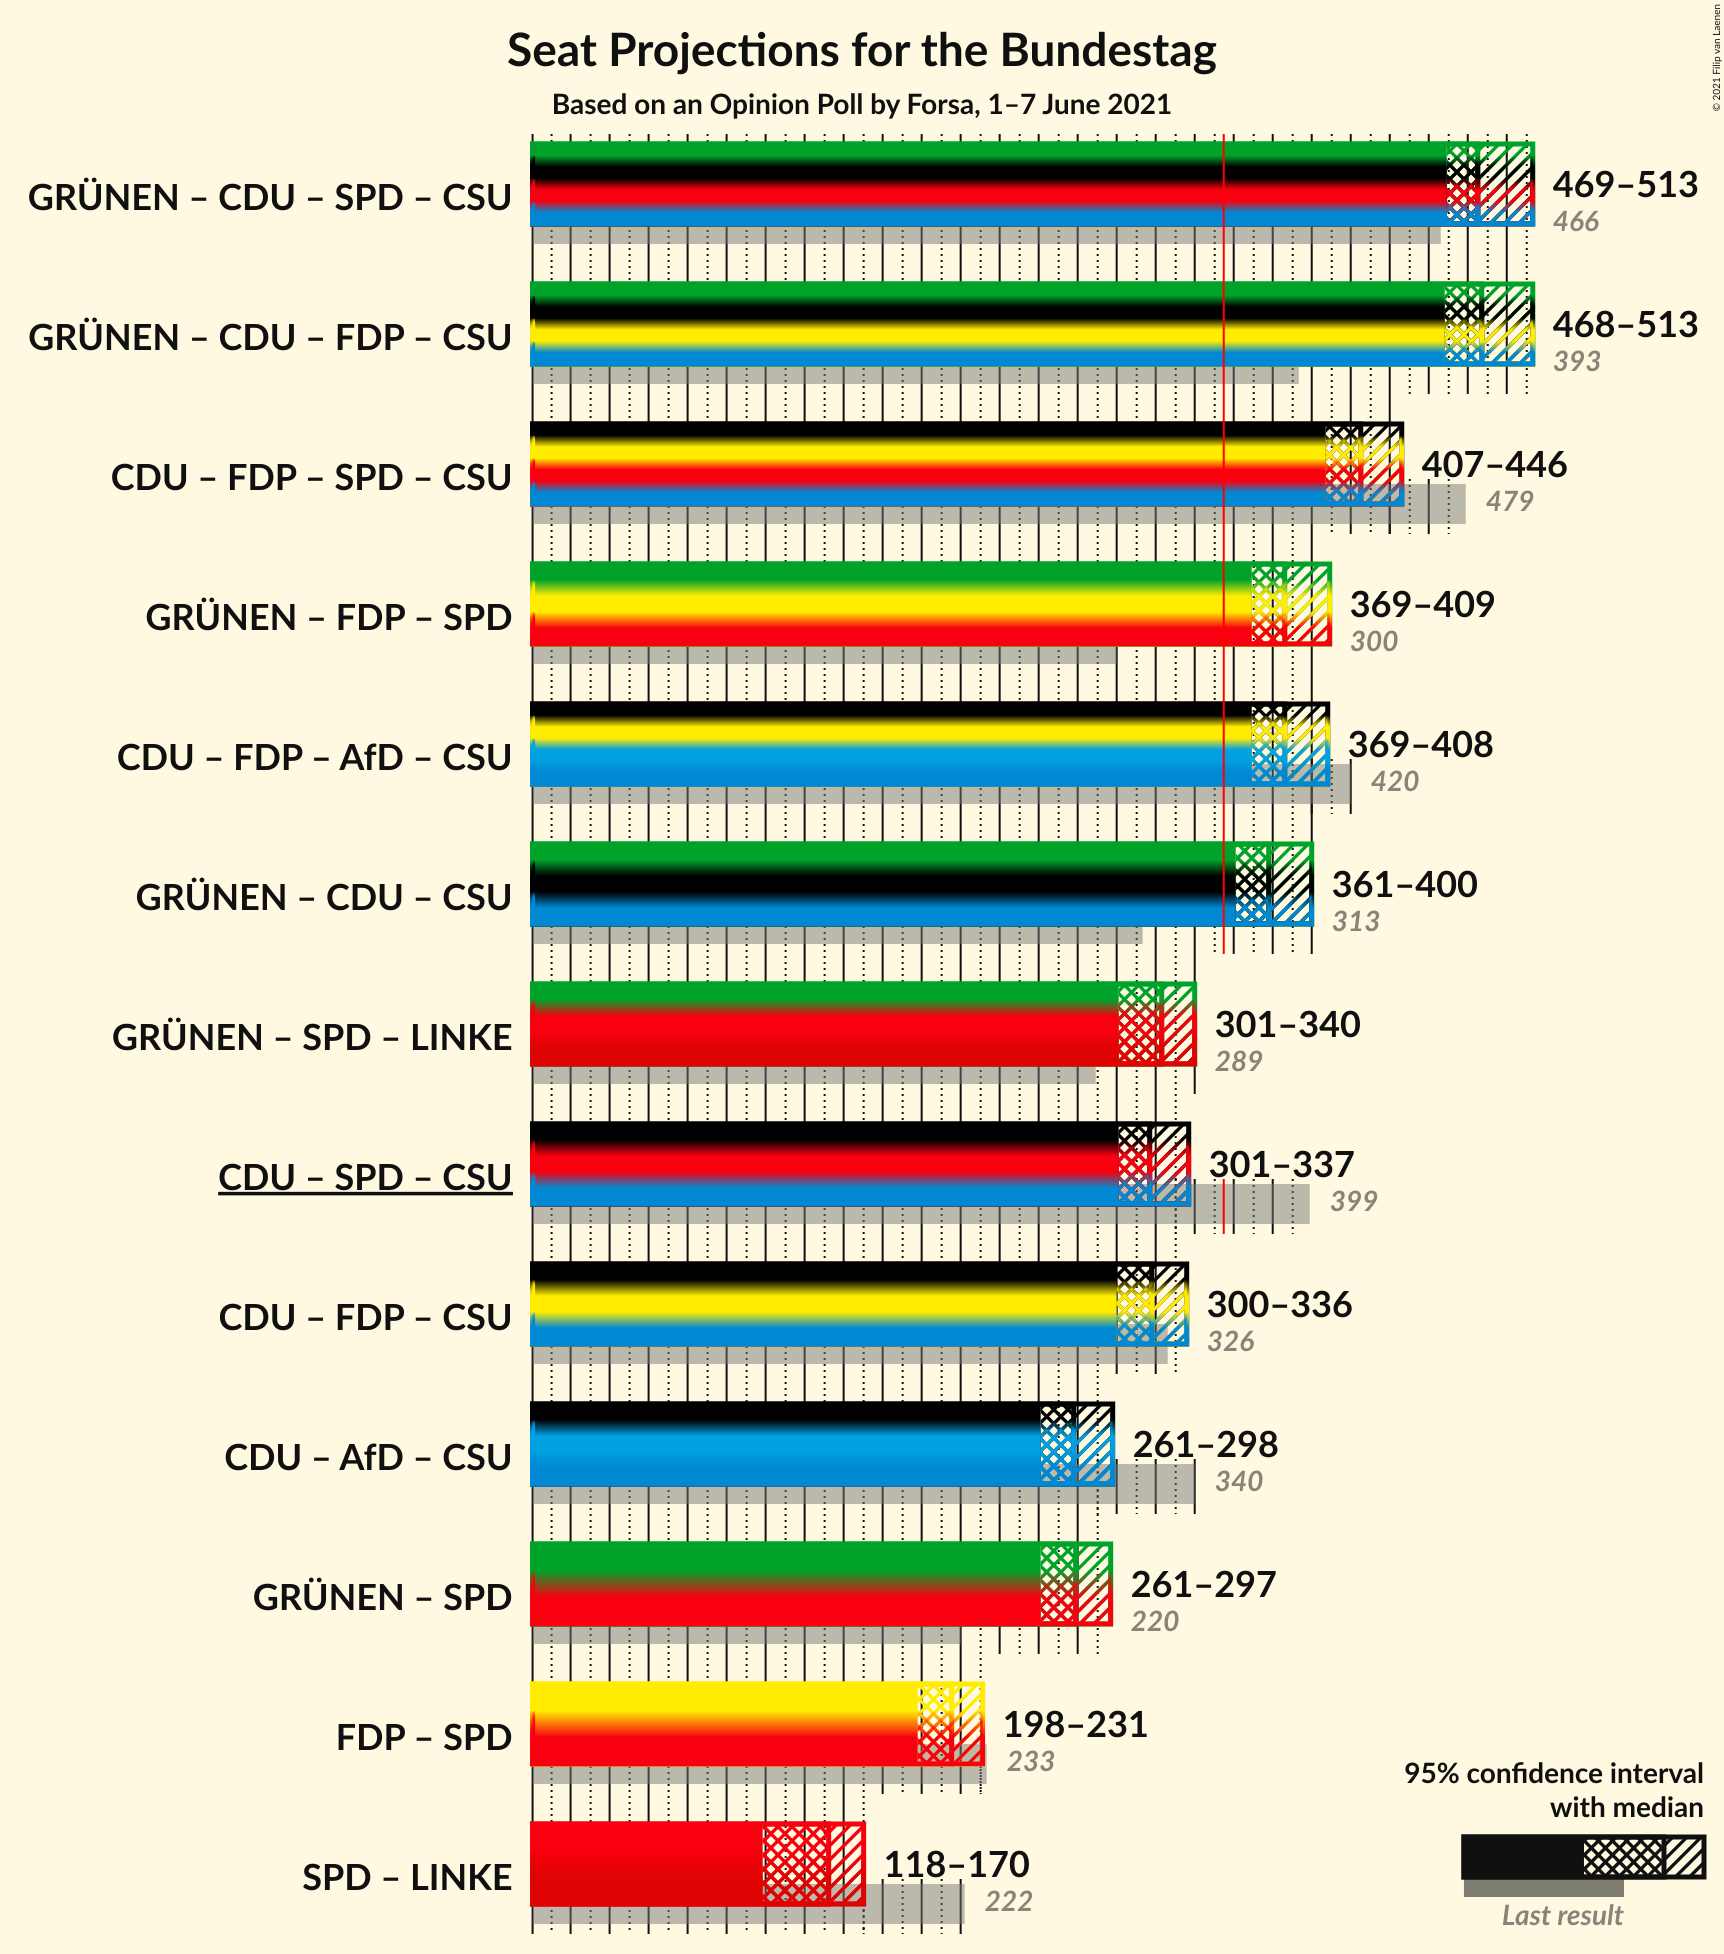 © 2021 Filip van Laenen
Seat Projections for the Bundestag
Based on an Opinion Poll by Forsa, 1–7 June 2021
GRÜNEN – CDU – SPD – CSU
469–513
466
GRÜNEN – CDU – FDP – CSU
468–513
393
CDU – FDP – SPD – CSU
407–446
479
GRÜNEN – FDP – SPD
369–409
300
CDU – FDP – AfD – CSU
369–408
420
GRÜNEN – CDU – CSU
361–400
313
GRÜNEN – SPD – LINKE
301–340
289
CDU – SPD – CSU
301–337
399
CDU – FDP – CSU
300–336
326
CDU – AfD – CSU
261–298
340
GRÜNEN – SPD
261–297
220
FDP – SPD
198–231
233
SPD – LINKE
118–170
222
95% confidence interval
with median
Last result